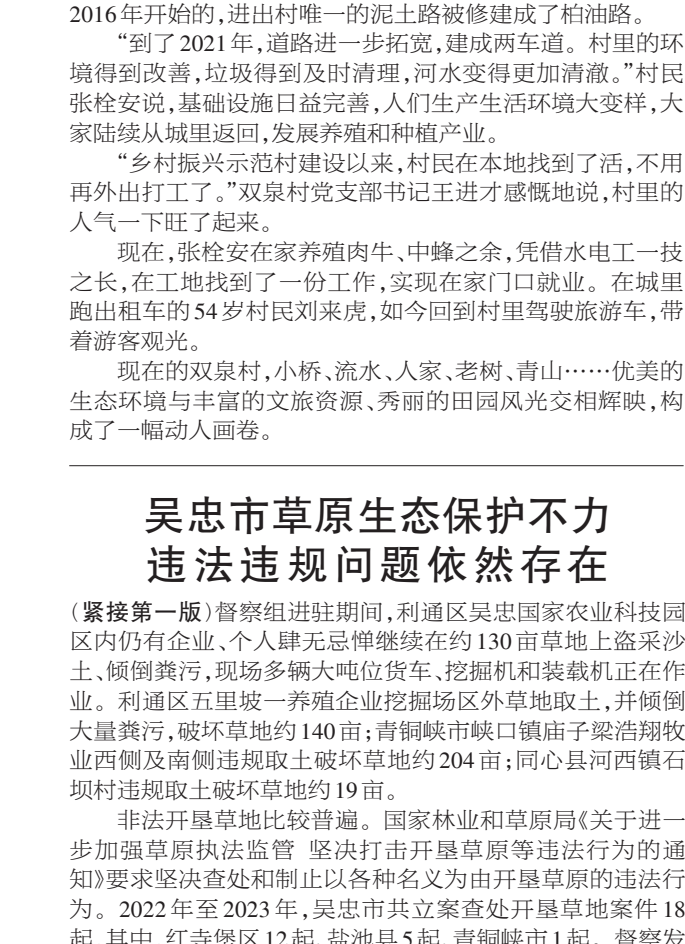 2016年开始的，进出村唯一的泥土路被修建成了柏油路。
“到了2021年，道路进一步拓宽，建成两车道。村里的环
境得到改善，垃圾得到及时清理，河水变得更加清澈。”村民
张栓安说，基础设施日益完善，人们生产生活环境大变样，大
家陆续从城里返回，发展养殖和种植产业。
“乡村振兴示范村建设以来，村民在本地找到了活，不用
再外出打工了。”双泉村党支部书记王进才感慨地说，村里的
人气一下旺了起来。
现在，张栓安在家养殖肉牛、中蜂之余，凭借水电工一技
之长，在工地找到了一份工作，实现在家门口就业。在城里
跑出租车的54岁村民刘来虎，如今回到村里驾驶旅游车，带
着游客观光。
现在的双泉村，小桥、流水、人家、老树、青山……优美的
生态环境与丰富的文旅资源、秀丽的田园风光交相辉映，构
成了一幅动人画卷。
吴忠市草原生态保护不力
违法违规问题依然存在
（紧接第一版）督察组进驻期间，利通区吴忠国家农业科技园
区内仍有企业、个人肆无忌惮继续在约130亩草地上盗采沙
土、倾倒粪污，现场多辆大吨位货车、挖掘机和装载机正在作
业。利通区五里坡一养殖企业挖掘场区外草地取土，并倾倒
大量粪污，破坏草地约140亩；青铜峡市峡口镇庙子梁浩翔牧
业西侧及南侧违规取土破坏草地约204亩；同心县河西镇石
坝村违规取土破坏草地约19亩。
非法开垦草地比较普遍。国家林业和草原局《关于进一
步加强草原执法监管 坚决打击开垦草原等违法行为的通
知》要求坚决查处和制止以各种名义为由开垦草原的违法行
为。2022年至2023年，吴忠市共立案查处开垦草地案件18
起，其中，红寺堡区12起，盐池县5起，青铜峡市1起。督察发